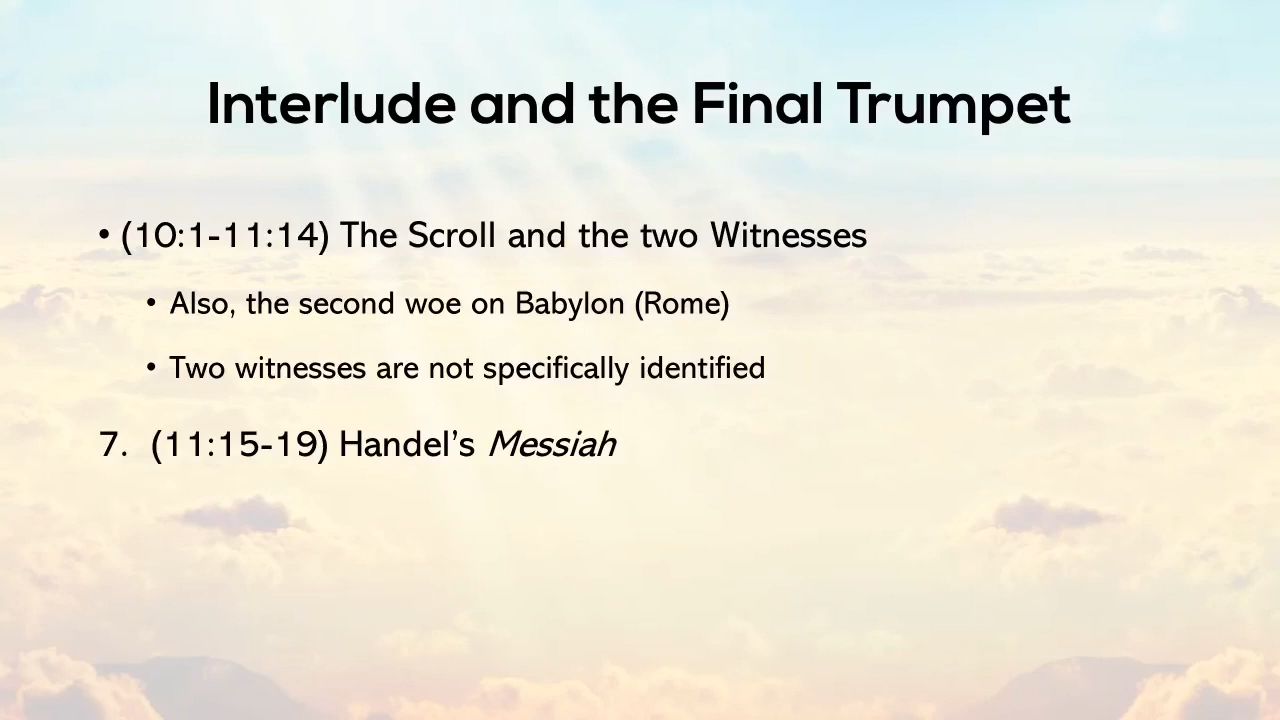 Interlude and the Final Trumpet
• (10:1-11:14) The Scroll and the two Witnesses
• Also, the second woe on Babylon (Rome)
• Two witnesses are not specifically identified
7. (11:15-19) Handel’s Messiah